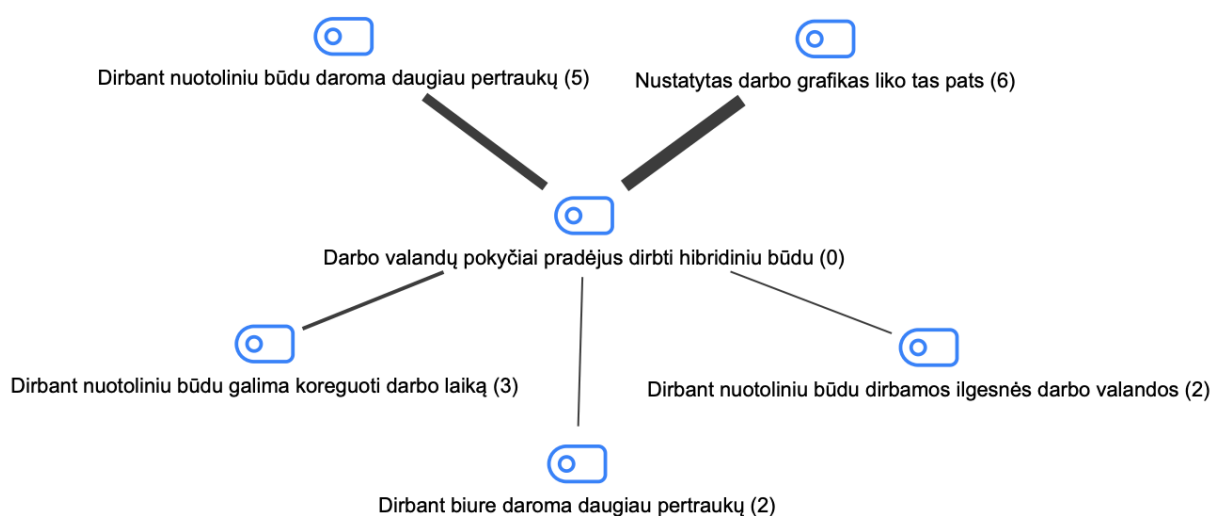 Dirbant nuotoliniu būdu daroma daugiau pertraukų (5)
Nustatytas darbo grafikas liko tas pats (6)
Darbo valandų pokyčiai pradėjus dirbti hibridiniu būdu (0)
Dirbant nuotoliniu būdu galima koreguoti darbo laiką (3)
Dirbant nuotoliniu būdu dirbamos ilgesnės darbo valandos (2)
Dirbant biure daroma daugiau pertraukų (2)